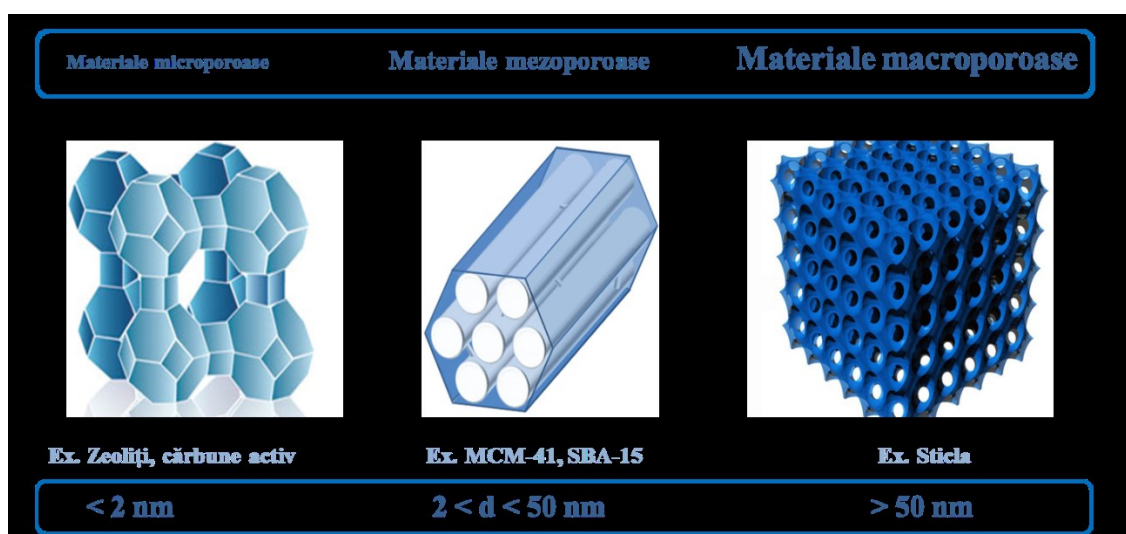 Materiale microporoase
Materiale mezoporoase
Materiale macroporoase
Ex. Zeoliți, cărbune activ
Ex. MCM-41, SBA-15
Ex. Sticla
< 2 nm
2 < d < 50 nm
> 50 nm